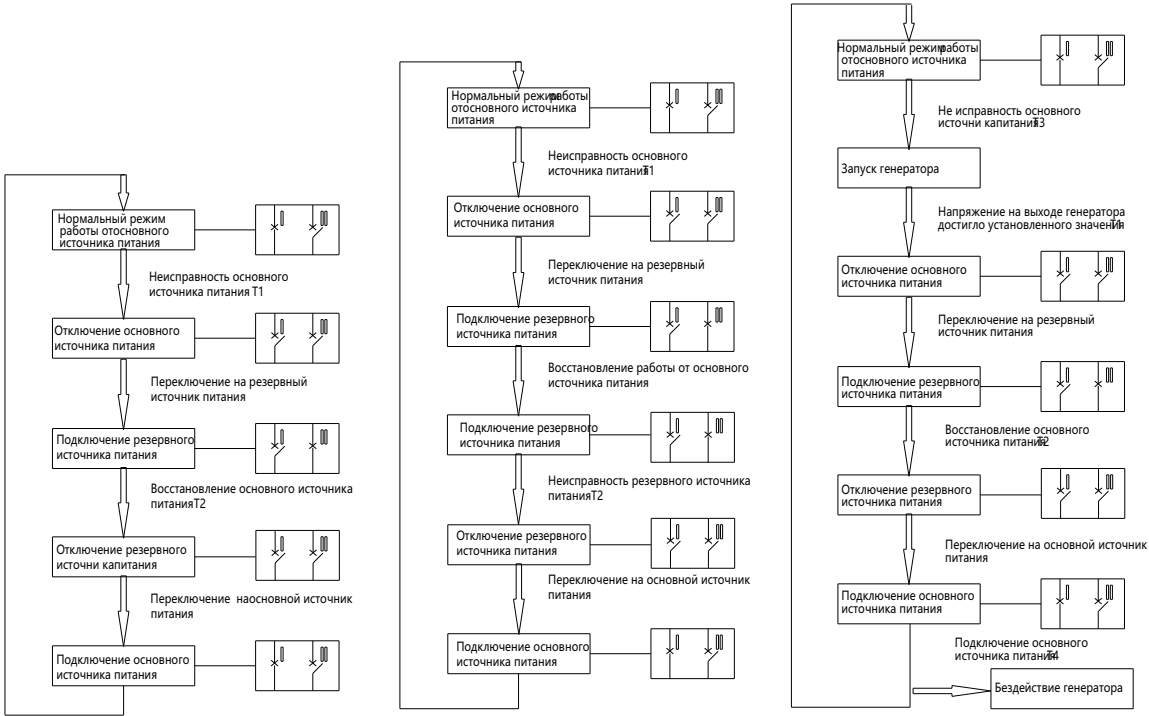 Нормальный режим
работы отосновного
источника питания
Неисправность основного
источника питания T1
Отключение основного
источника питания
Переключение на резервный
источник питания
Подключение резервного
источника питания
Восстановление основного источника
питанияT2
Отключение резервного
источни капитания
Переключение наосновной источник
питания
Подключение основного
источника питания
Нормальный режим работы
отосновного источника
питания
Неисправность основного
источника питания T1
Отключение основного
источника питания
Переключение на резервный
источник питания
Подключение резервного
источника питания
Восстановление работы от основного
источника питания
Подключение резервного
источника питания
Неисправность резервного источника
питанияT2
Отключение резервного
источника питания
Переключение на основной источник
питания
Подключение основного
источника питания
Нормальный режим работы
отосновного источника
питания
Не исправность основного
источни капитания T3
Запуск генератора
Напряжение на выходе генератора
достигло установленного значения
Отключение основного
источника питания
Переключение на резервный
источник питания
Подключение резервного
источника питания
Восстановление основного
источника питания T2
Отключение резервного
источника питания
Переключение на основной источник
питания
Подключение основного
источника питания
Подключение основного
источника питания T4
Бездействие генератора